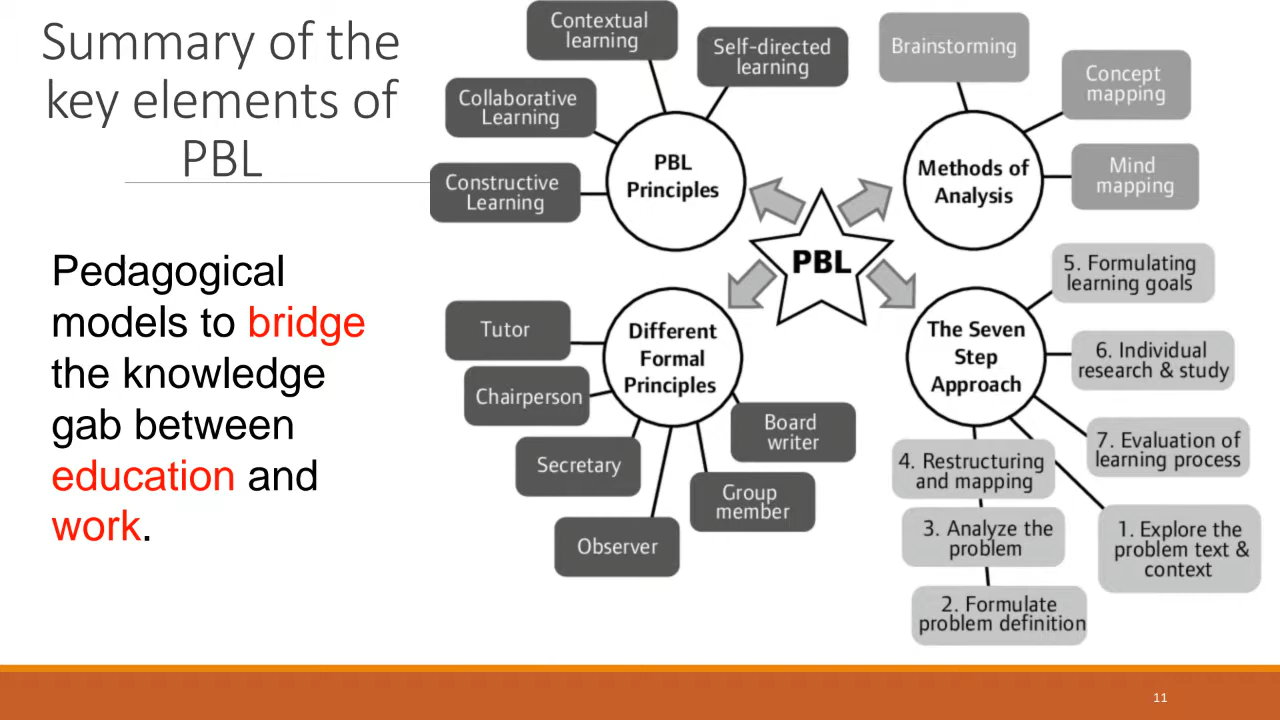 Summary of the
key elements of
PBL
Pedagogical
models to bridge
the knowledge
gab between
education and
work.
Contextual
learning
Self-directed
learning
Collaborative
Learning
Constructive
Learning
PBL
Principles
Brainstorming
Concept
mapping
Mind
mapping
Methods of
Analysis
PBL
Different
Formal
Principles
Tutor
Chairperson
Secretary
Observer
Group
member
Board
writer
The Seven
Step
Approach
5. Formulating
learning goals
6. Individual
research & study
7. Evaluation of
learning process
4. Restructuring
and mapping
3. Analyze the
problem
2. Formulate
problem definition
1. Explore the
problem text &
context
11